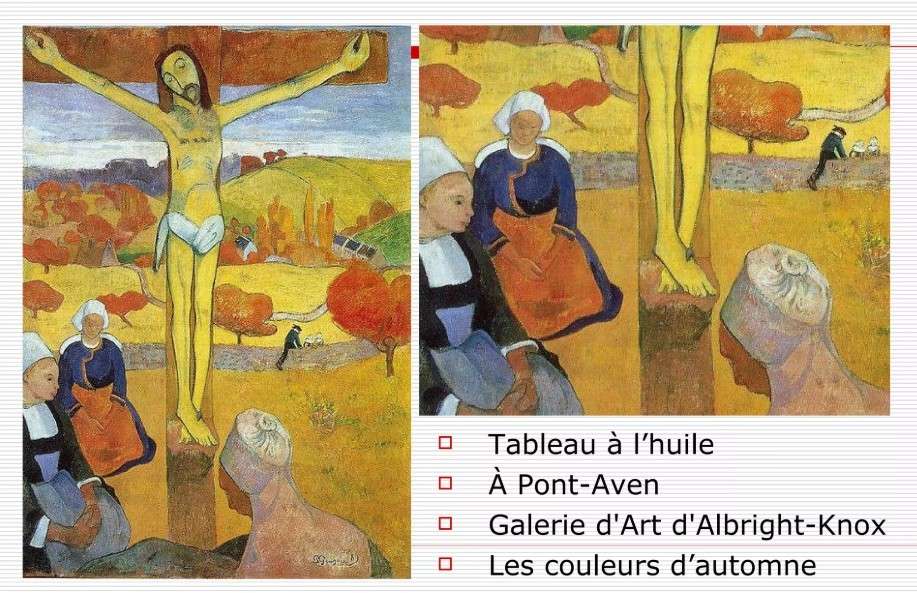 Tableau à l’huile
À Pont-Aven
Galerie d'Art d'Albright-Knox
Les couleurs d’automne